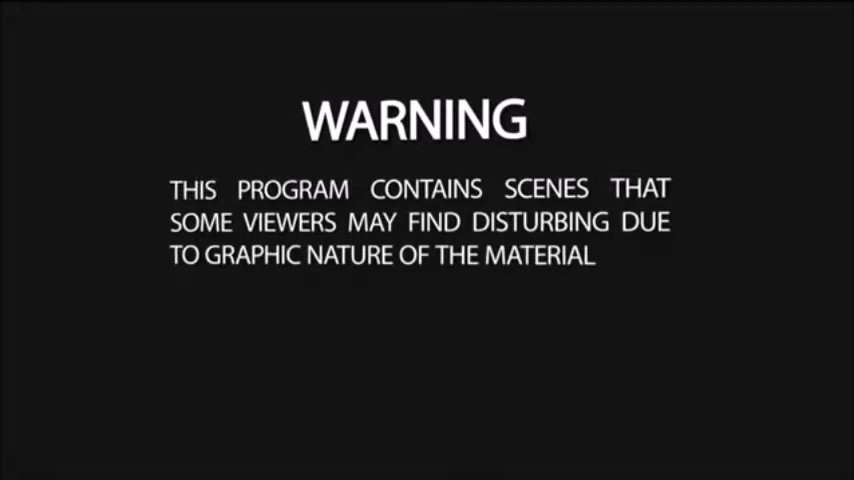 WARNING
THIS PROGRAM CONTAINS SCENES THAT
SOME VIEWERS MAY FIND DISTURBING DUE
TO GRAPHIC NATURE OF THE MATERIAL